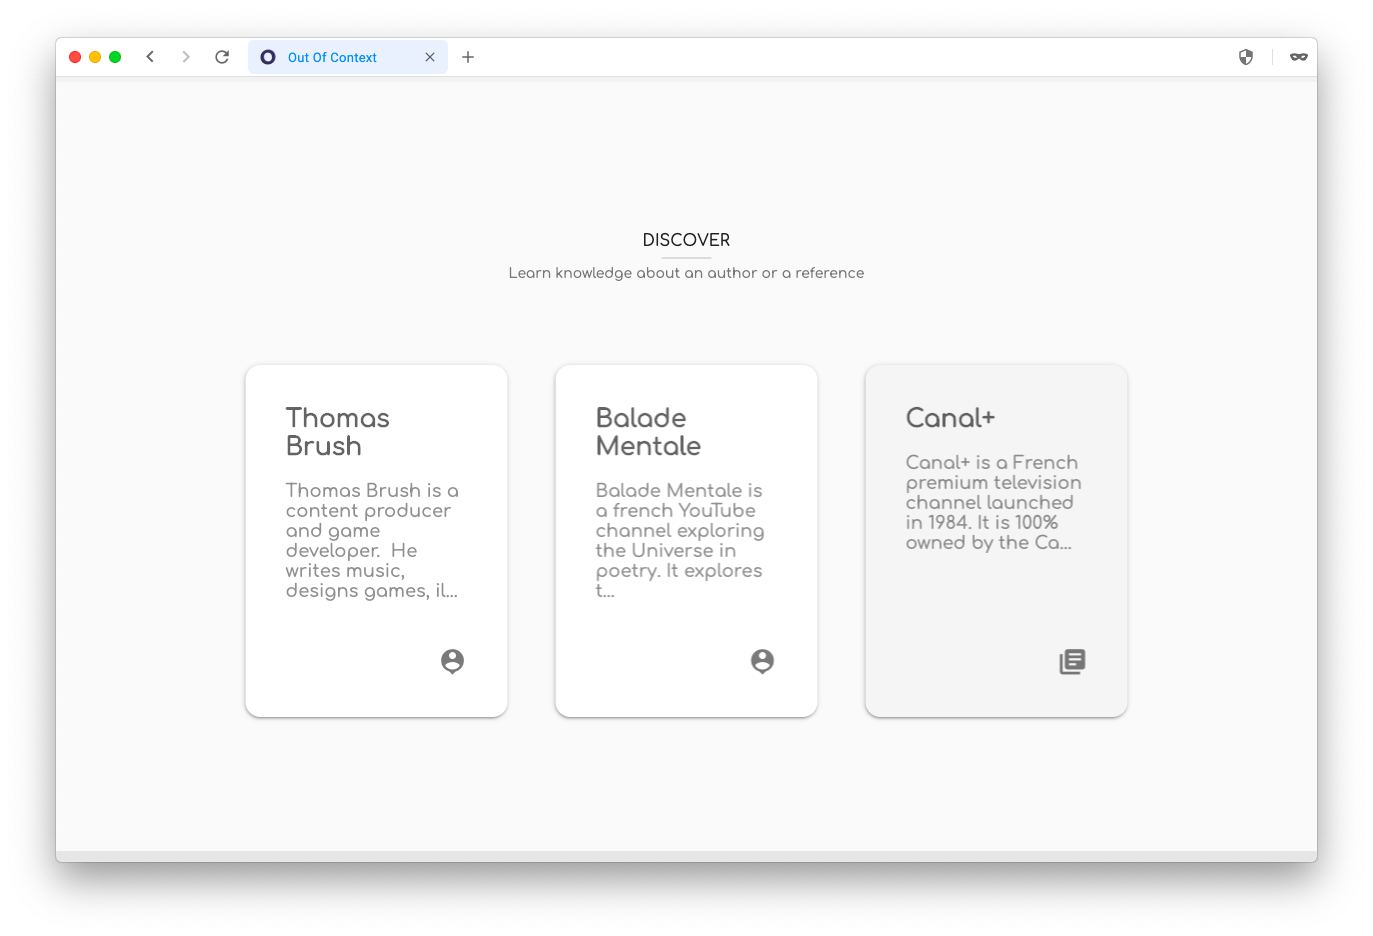 Out Of Context
DISCOVER
Learn knowledge about an author or a reference
Thomas
Brush
Thomas Brush is a
content producer
and game
developer.  He
writes music,
designs games, il...
Balade
Mentale
Balade Mentale is
a french YouTube
channel exploring
the Universe in
poetry. It explores
t...
Canal+
Canal+ is a French
premium television
channel launched
in 1984. It is 100%
owned by the Ca...